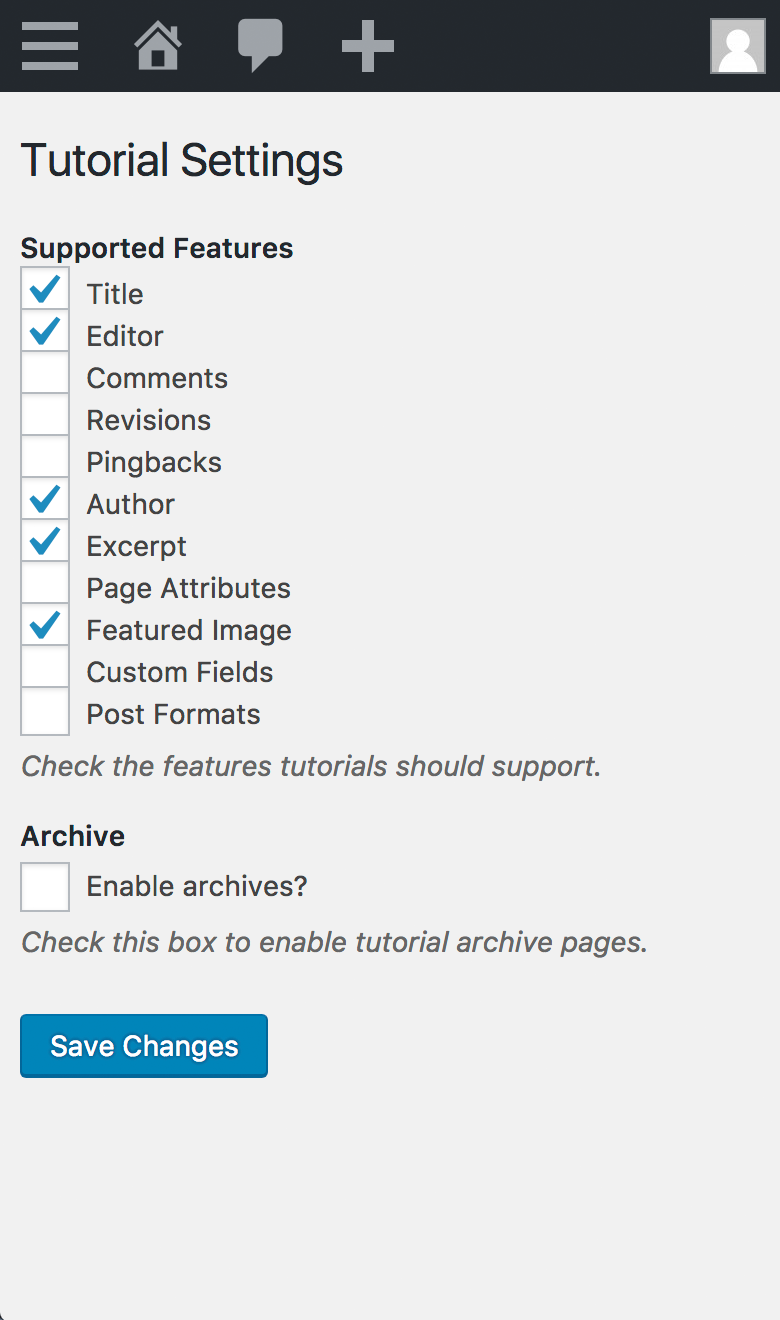 Tutorial Settings
Supported Features
Title
Editor
Comments
Revisions
Pingbacks
Author
Excerpt
Page Attributes
Featured Image
Custom Fields
Post Formats
Check the features tutorials should support.
Archive
Enable archives?
Check this box to enable tutorial archive pages.
Save Changes